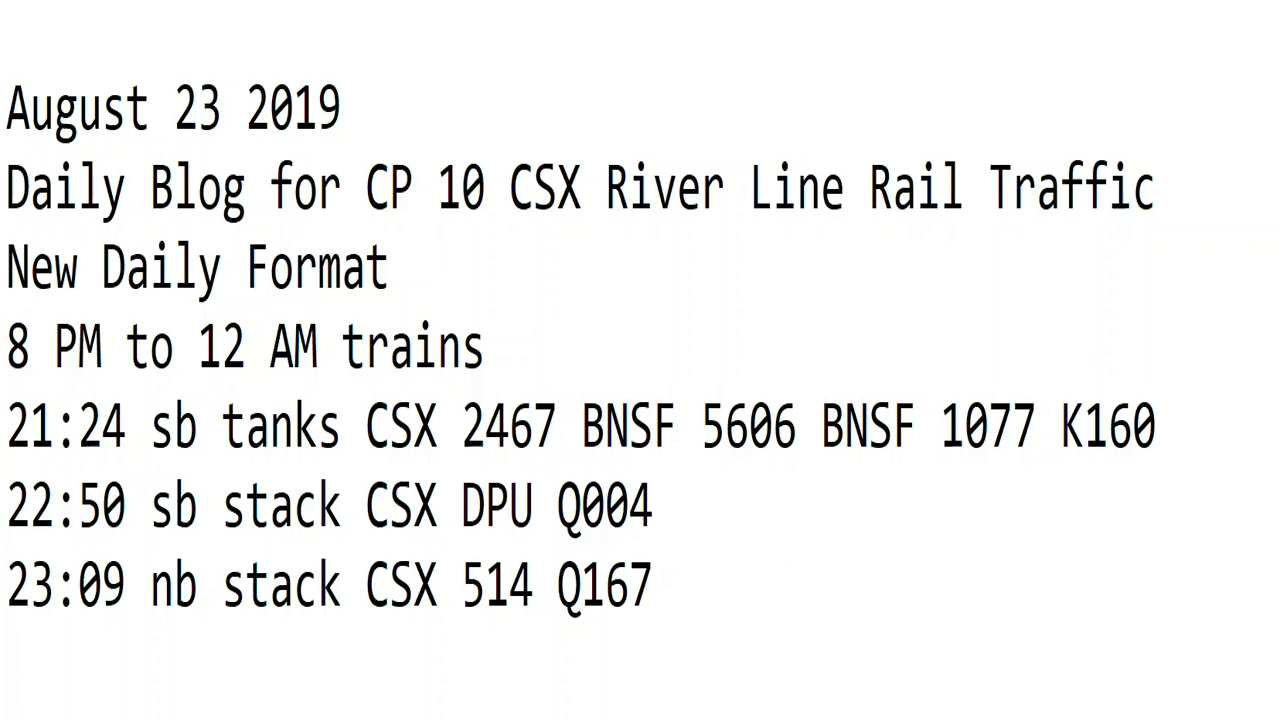 August 23 2019
Daily Blog for CP 10 CSX River Line Rail Traffic
New Daily Format
8 PM to 12 AM trains
21:24 sb tanks CSX 2467 BNSF 5606 BNSF 1077 K160
22:50 sb stack CSX DPU Q004
23:09 nb stack CSX 514 Q167